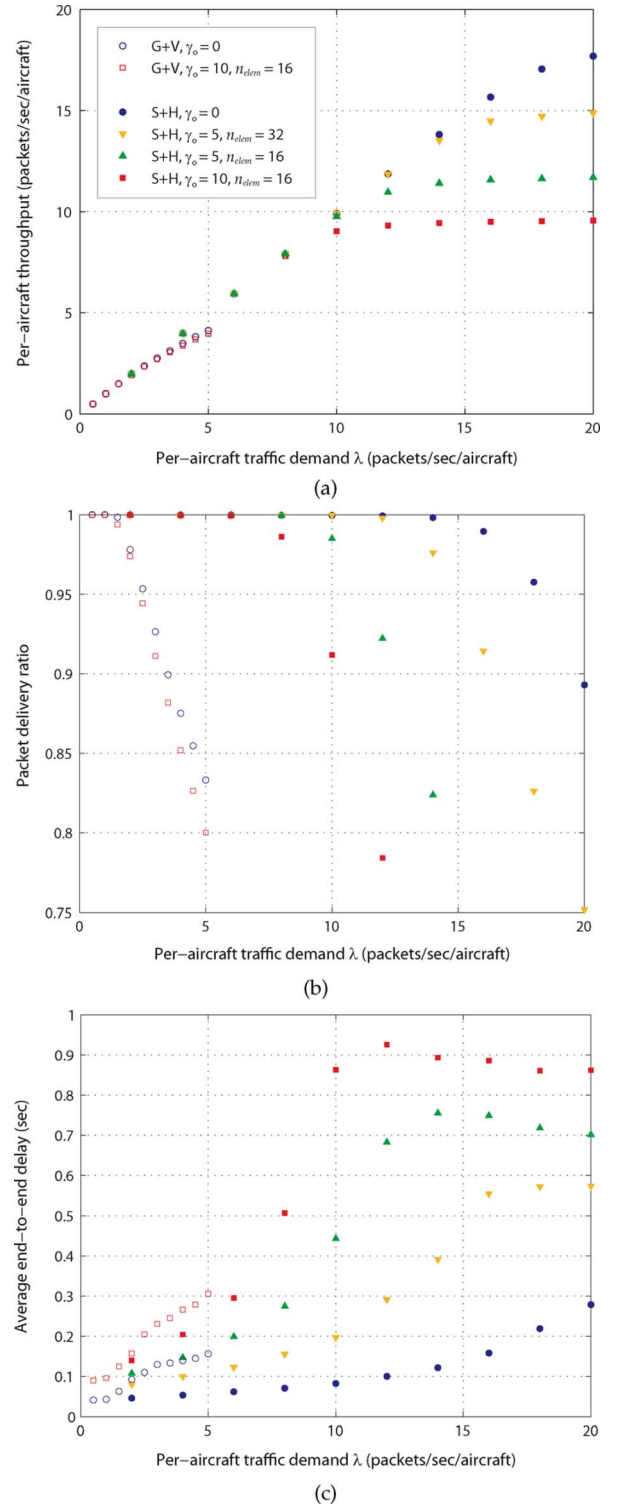 20
15
10
5
0
Per−aircraft throughput (packets/sec/aircraft)
G+V, γₒ = 0
G+V, γₒ = 10, nₑₗₑₘ = 16
S+H, γₒ = 0
S+H, γₒ = 5, nₑₗₑₘ = 32
S+H, γₒ = 5, nₑₗₑₘ = 16
S+H, γₒ = 10, nₑₗₑₘ = 16
0 5 10 15 20
Per−aircraft traffic demand λ (packets/sec/aircraft)
(a)
1
0.95
0.9
0.85
0.8
0.75
Packet delivery ratio
0 5 10 15 20
Per−aircraft traffic demand λ (packets/sec/aircraft)
(b)
1
0.9
0.8
0.7
0.6
0.5
0.4
0.3
0.2
0.1
0
Average end−to−end delay (sec)
0 5 10 15 20
Per−aircraft traffic demand λ (packets/sec/aircraft)
(c)